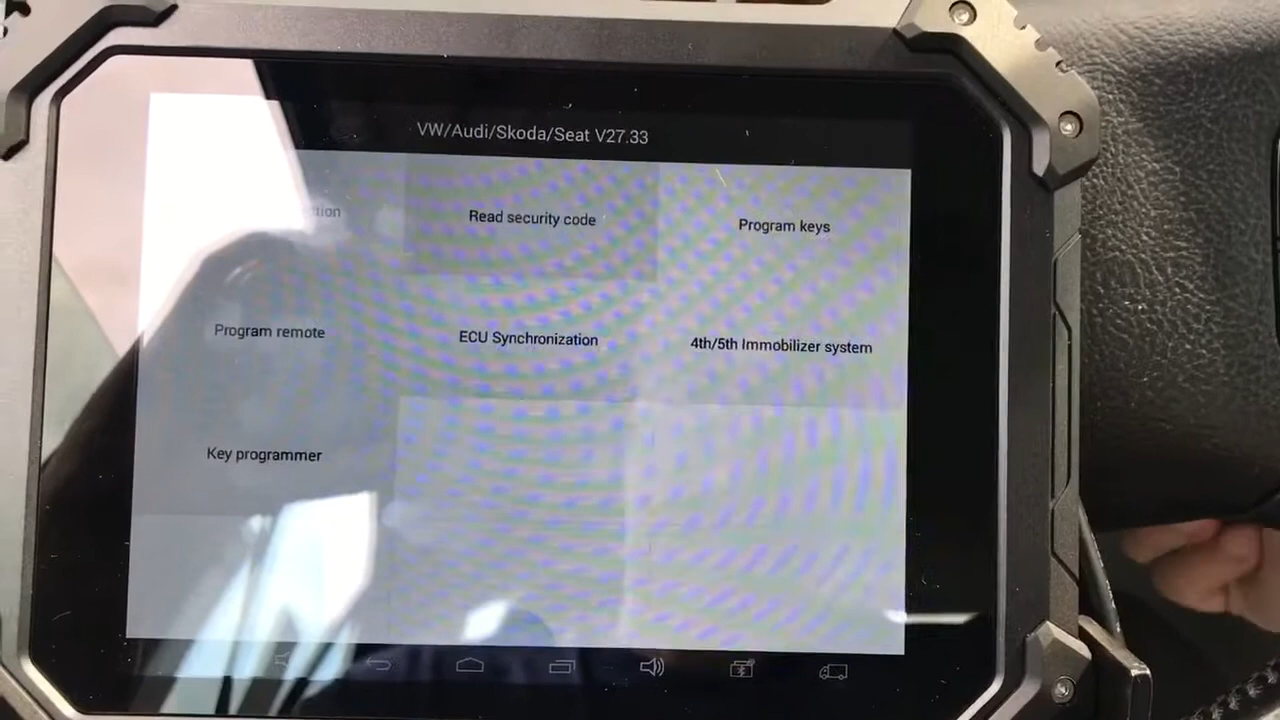 VW/Audi/Skoda/Seat V27.33
Read security code
Program keys
Program remote
ECU Synchronization
4th/5th Immobilizer system
Key programmer